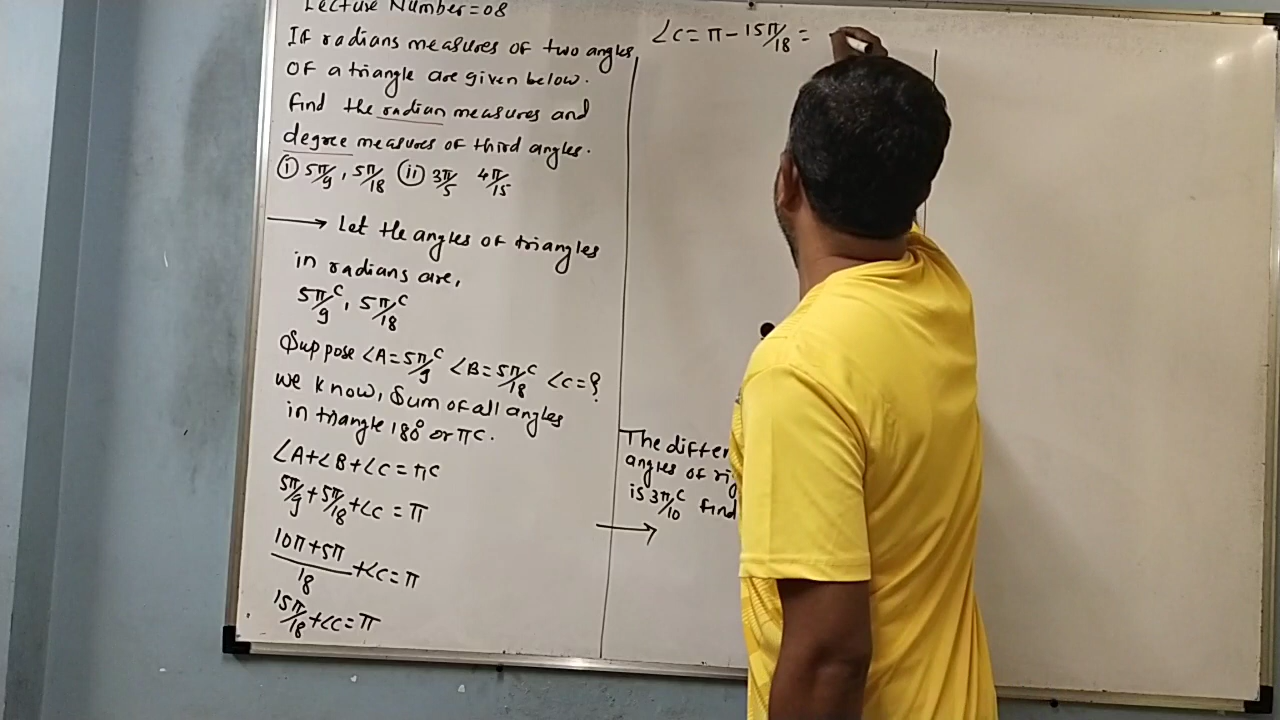 Lecture Number = 08
If radians measures of two angles
of a triangle are given below.
find the radian measures and
degree measures of third angles.
(i) 5π/9, 5π/18 (ii) 3π/5 4π/15
→ Let the angles of triangles
in radians are,
5π/9 c, 5π/18 c
Suppose ∠A = 5π/9 c ∠B = 5π/18 c ∠C = ?
we know, Sum of all angles
in triangle 180° or πc.
∠A+∠B+∠C = πc
5π/9 + 5π/18 + ∠C = π
10π+5π/18 + ∠C = π
15π/18 + ∠C = π
∠C = π - 15π/18 =
The differ
angles of ri
is 3π/10 c find
→